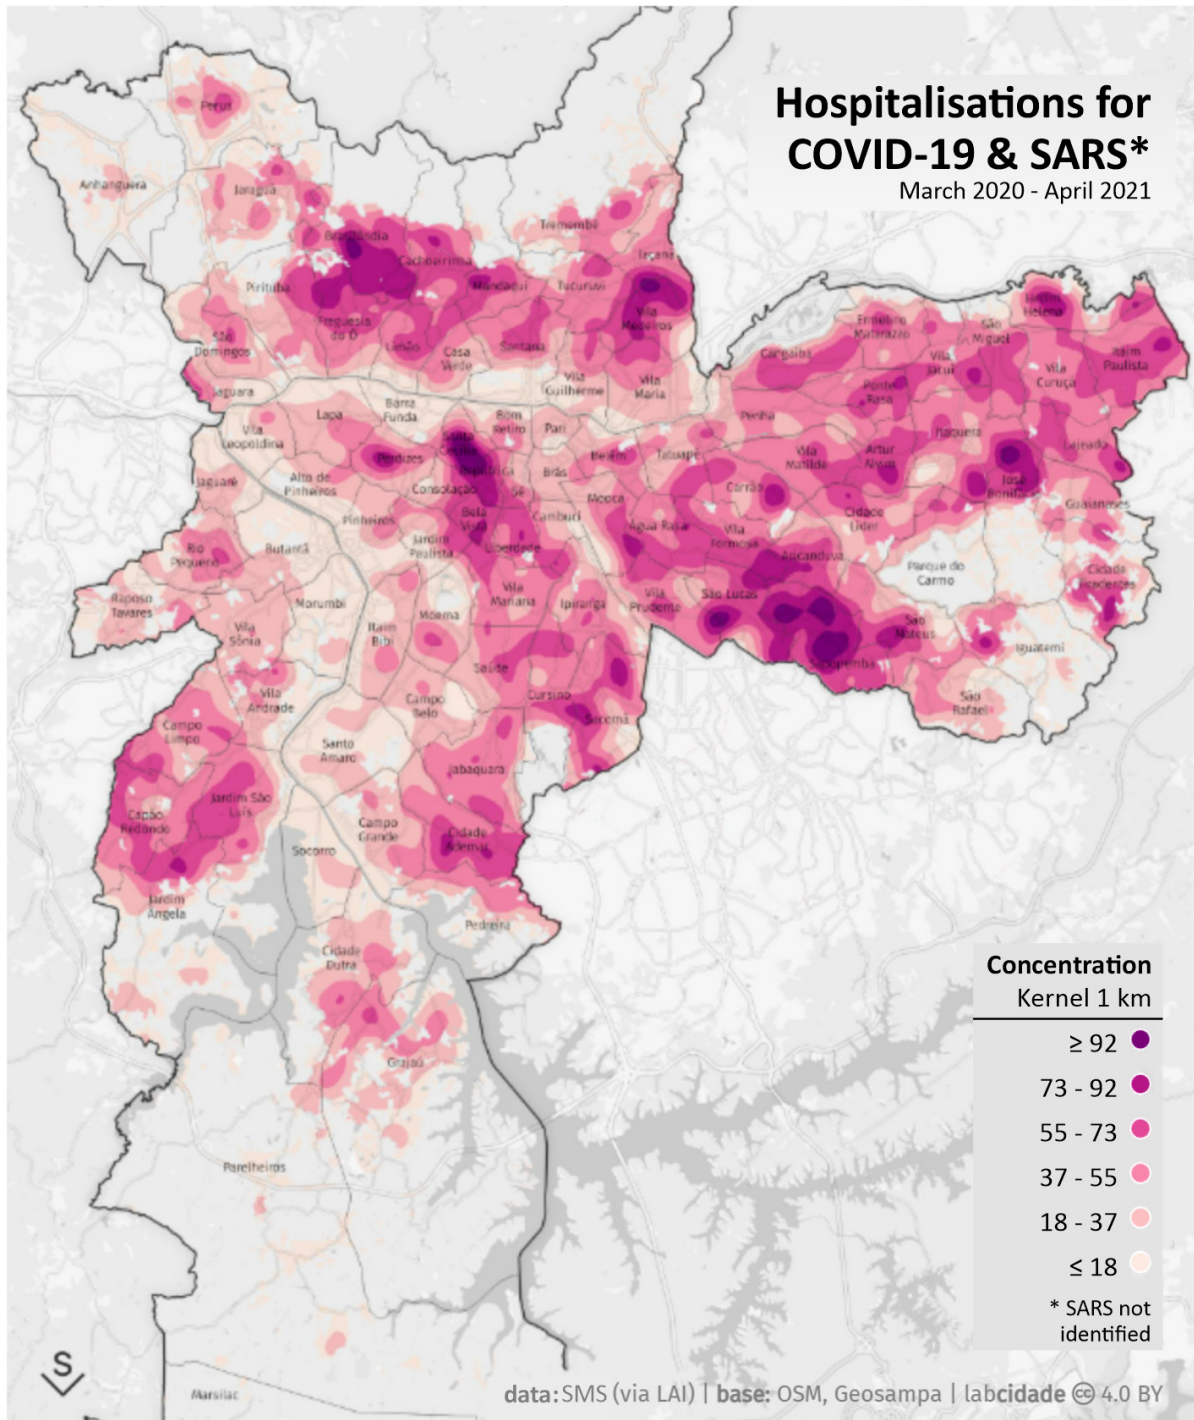 Hospitalisations for
COVID-19 & SARS*
March 2020 - April 2021
Perus
Anhanguera
Jaraguá
Tremembé
Brasilândia
Cachoeirinha
Jaçanã
Pirituba
Mandaqui
Tucuruvi
Jardim
Helena
Freguesia
do Ó
Vila
Medeiros
São
Domingos
Limão
Casa
Verde
Santana
Ermelino
Matarazzo
São
Miguel
Cangaíba
Vila
Jacuí
Itaim
Paulista
Vila
Curuçá
Jaguara
Vila
Guilherme
Vila
Maria
Ponte
Rasa
Lapa
Barra
Funda
Bom
Retiro
Pari
Penha
Vila
Leopoldina
Santa
Cecília
Itaquera
Lajeado
Perdizes
República
Brás
Belém
Tatuapé
Vila
Matilde
Artur
Alvim
Jaguaré
Alto de
Pinheiros
Consolação
Sé
Mooca
Carrão
José
Bonifácio
Guaianases
Pinheiros
Bela
Vista
Cambuci
Água Rasa
Vila
Formosa
Cidade
Líder
Rio
Pequeno
Butantã
Jardim
Paulista
Liberdade
Aricanduva
Parque do
Carmo
Cidade
Tiradentes
Raposo
Tavares
Morumbi
Moema
Vila
Mariana
Ipiranga
Vila
Prudente
São Lucas
Vila
Sônia
Itaim
Bibi
São
Mateus
Iguatemi
Saúde
Sapopemba
Vila
Andrade
Campo
Belo
Cursino
Sacomã
São
Rafael
Campo
Limpo
Santo
Amaro
Jabaquara
Jardim São
Luís
Capão
Redondo
Campo
Grande
Cidade
Ademar
Socorro
Jardim
Ângela
Pedreira
Cidade
Dutra
Grajaú
Parelheiros
Marsilac
Concentration
Kernel 1 km
≥ 92
73 - 92
55 - 73
37 - 55
18 - 37
≤ 18
* SARS not
identified
S
data: SMS (via LAI) | base: OSM, Geosampa | labcidade cc 4.0 BY